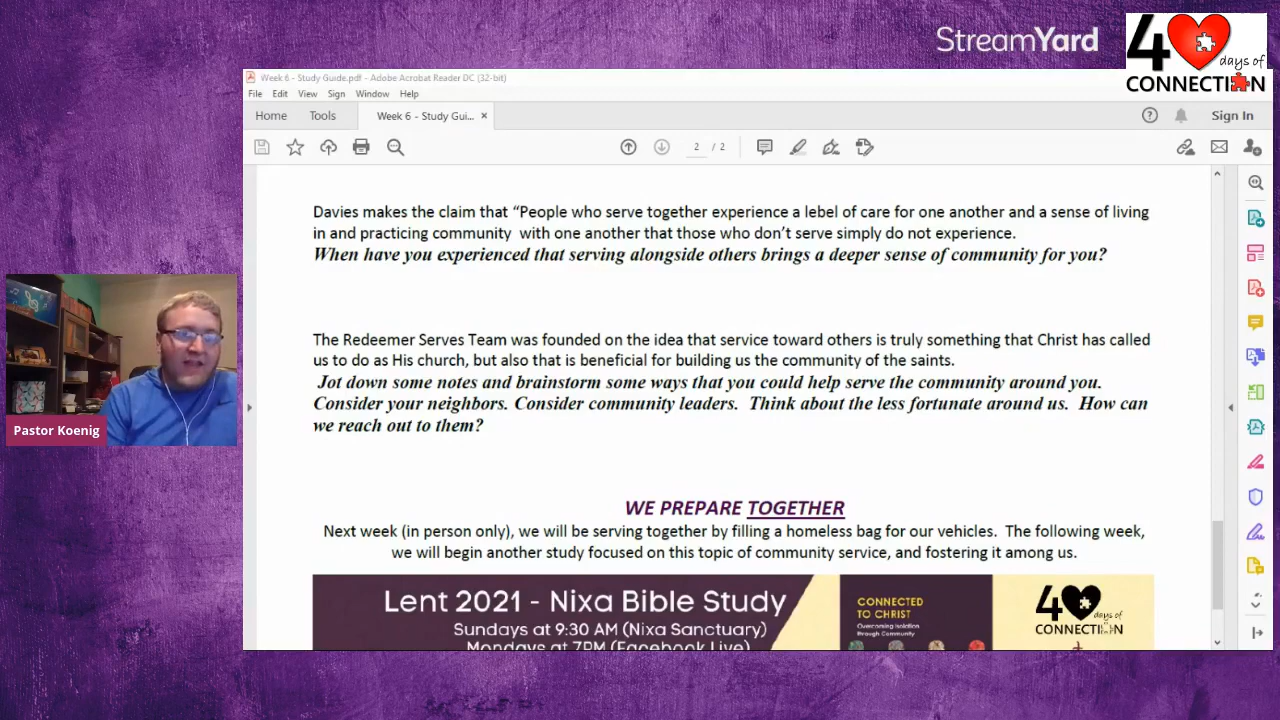 StreamYard
40 days of
CONNECTION
Week 6 - Study Guide.pdf - Adobe Acrobat Reader DC (32-bit)
File Edit View Sign Window Help
Home Tools Week 6 - Study Gui... × Sign In
2 / 2
Davies makes the claim that “People who serve together experience a lebel of care for one another and a sense of living
in and practicing community with one another that those who don’t serve simply do not experience.
When have you experienced that serving alongside others brings a deeper sense of community for you?
The Redeemer Serves Team was founded on the idea that service toward others is truly something that Christ has called
us to do as His church, but also that is beneficial for building us the community of the saints.
Jot down some notes and brainstorm some ways that you could help serve the community around you.
Consider your neighbors. Consider community leaders. Think about the less fortunate around us. How can
we reach out to them?
Pastor Koenig
WE PREPARE TOGETHER
Next week (in person only), we will be serving together by filling a homeless bag for our vehicles. The following week,
we will begin another study focused on this topic of community service, and fostering it among us.
Lent 2021 - Nixa Bible Study
Sundays at 9:30 AM (Nixa Sanctuary)
Mondays at 7PM (Facebook Live)
CONNECTED
TO CHRIST
Overcoming Isolation
through Community
40 days of
CONNECTION